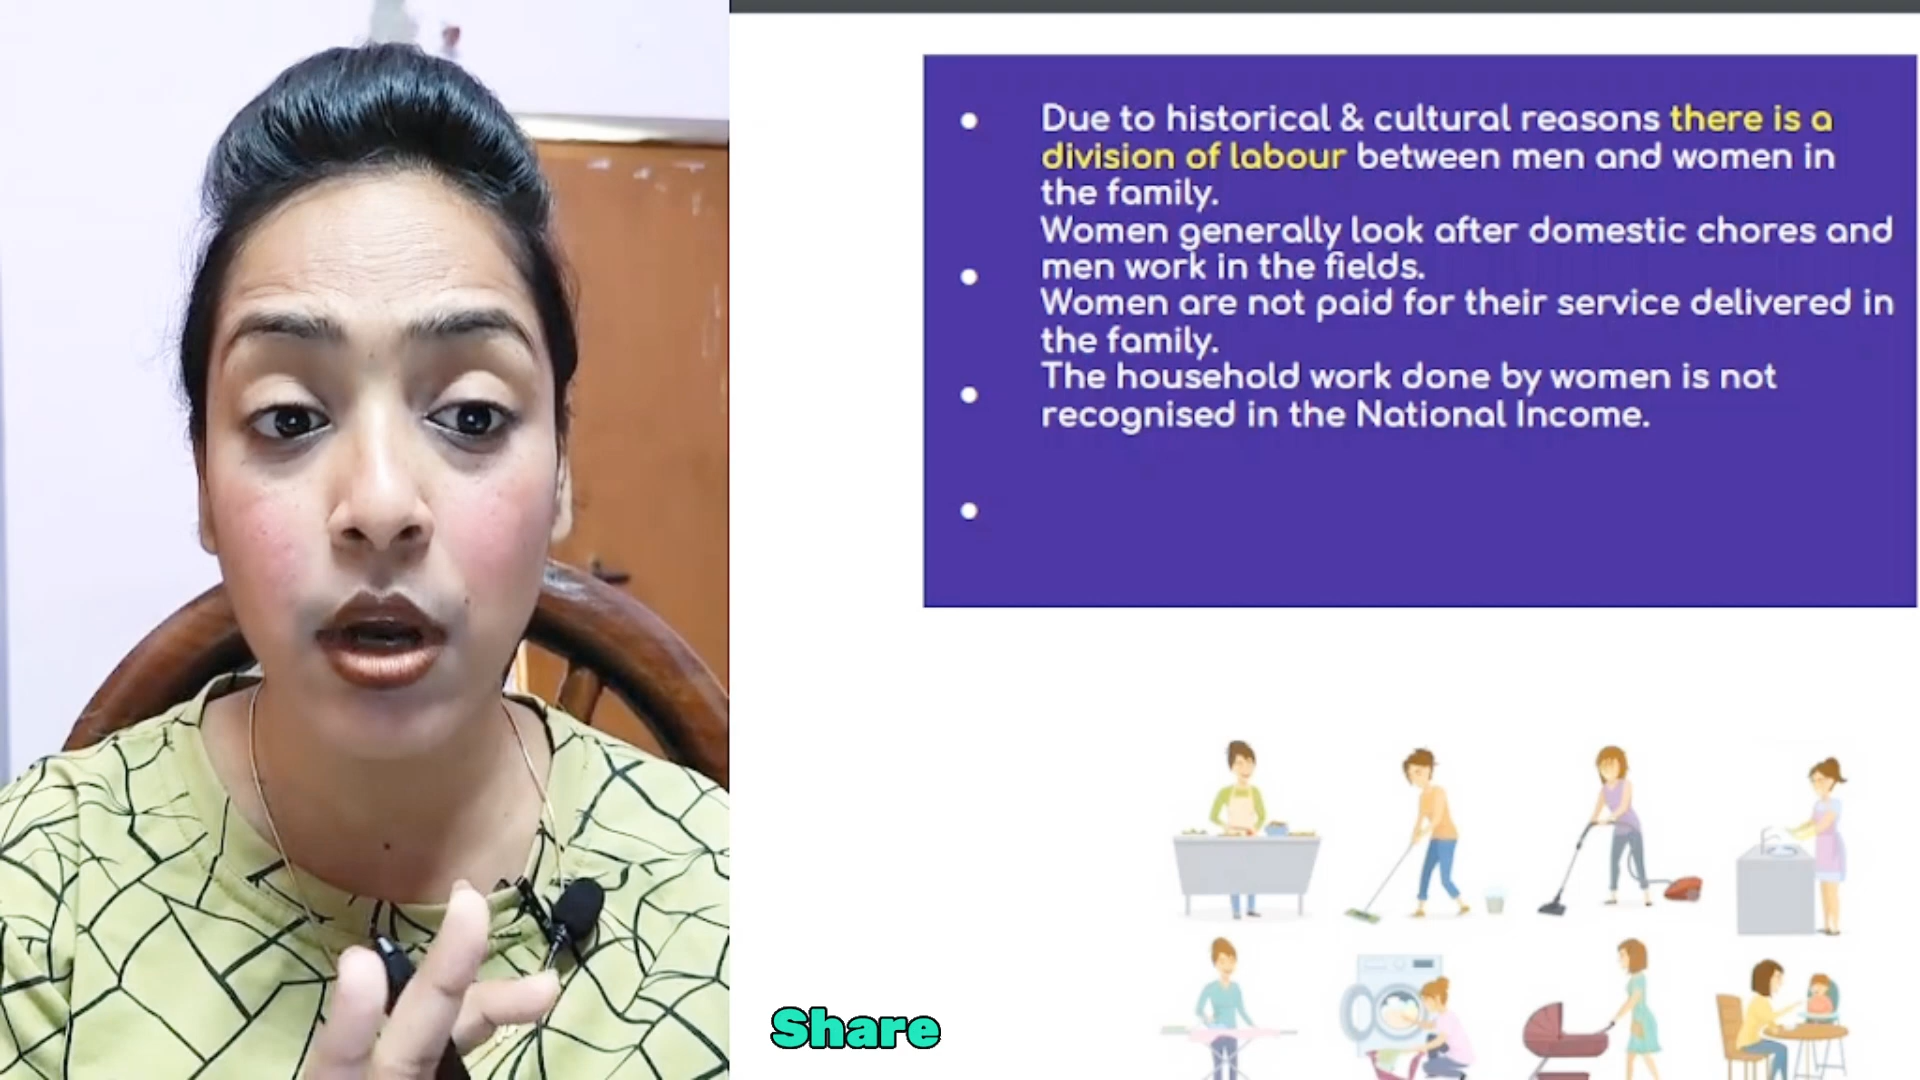 Due to historical & cultural reasons there is a
division of labour between men and women in
the family.
Women generally look after domestic chores and
men work in the fields.
Women are not paid for their service delivered in
the family.
The household work done by women is not
recognised in the National Income.
Share